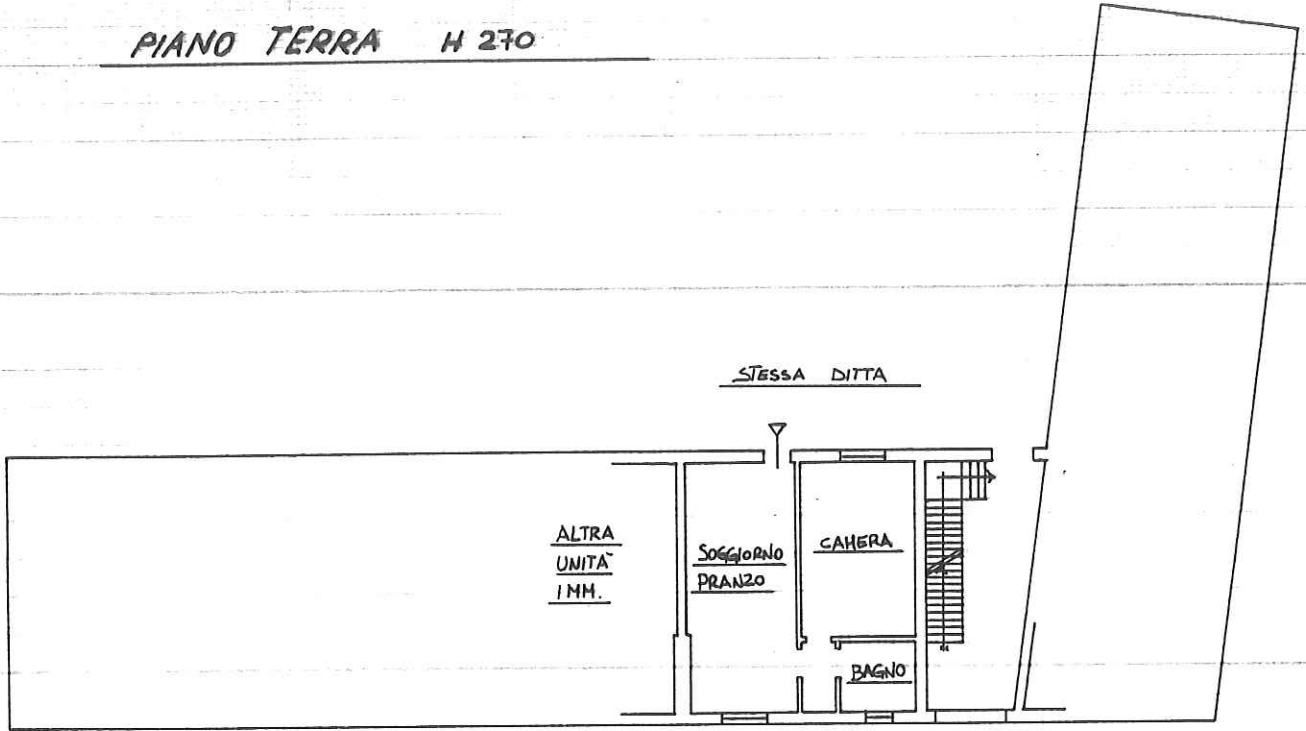 PIANO TERRA H 270
STESSA DITTA
ALTRA
UNITÀ
IMM.
SOGGIORNO
PRANZO
CAMERA
BAGNO